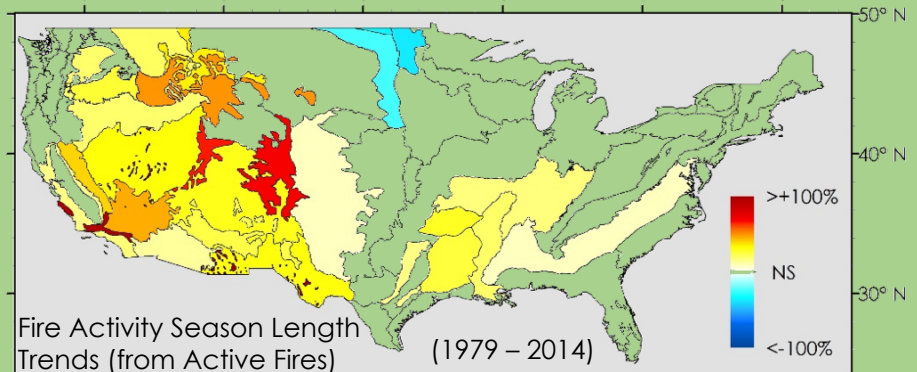 50° N
40° N
>+100%
NS
30° N
<-100%
Fire Activity Season Length
Trends (from Active Fires)
(1979 – 2014)